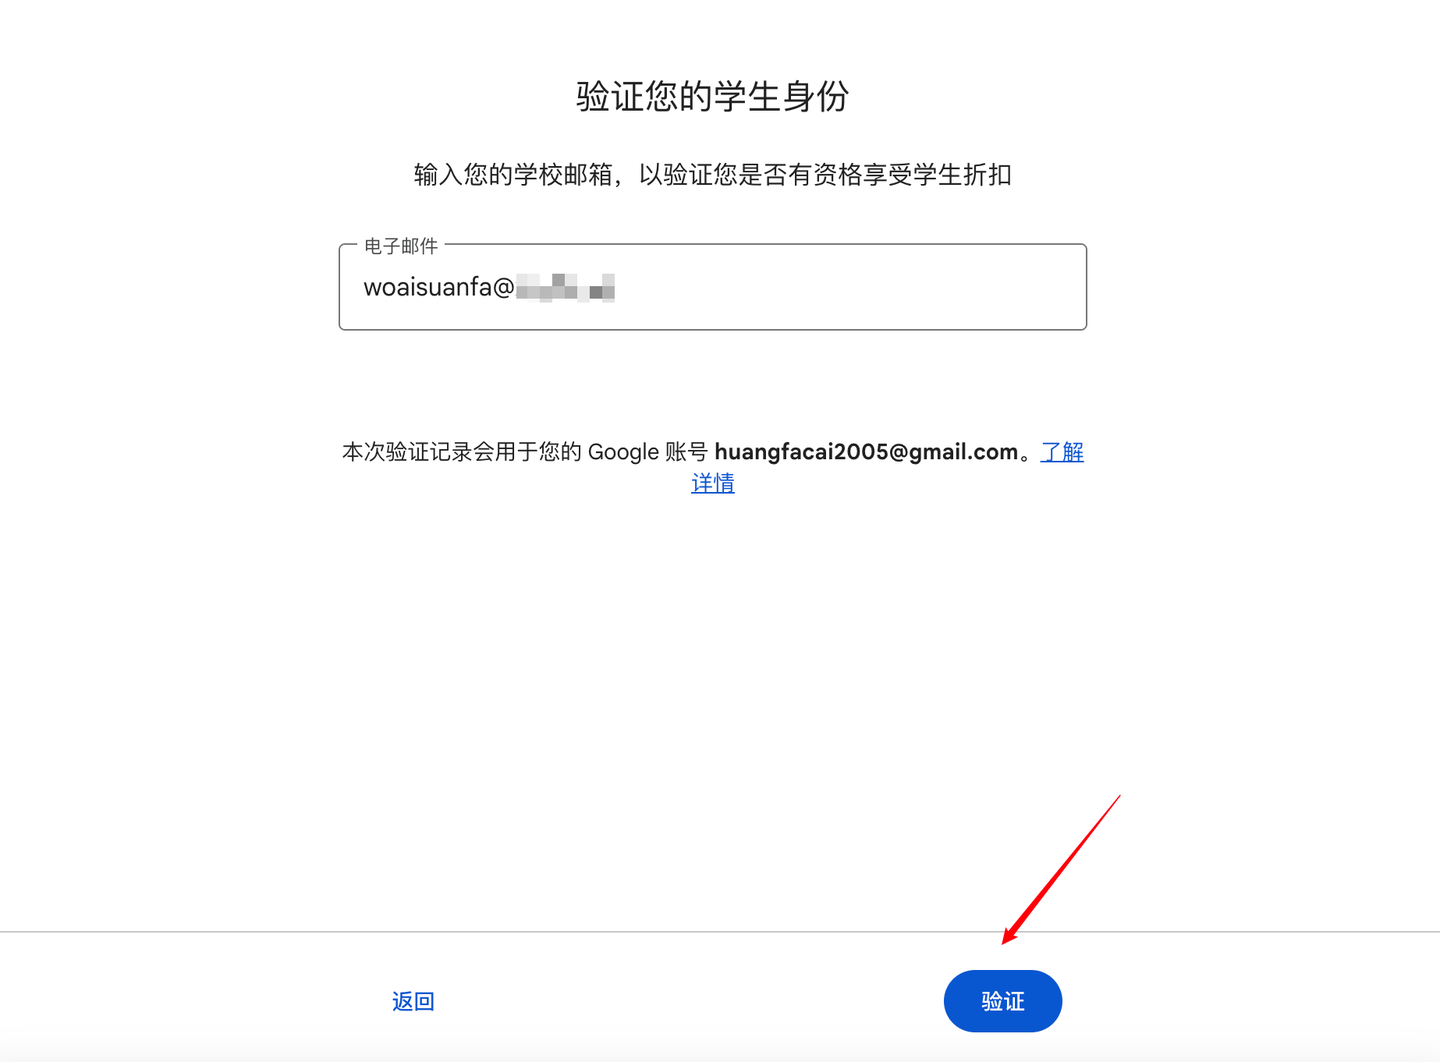 验证您的学生身份
输入您的学校邮箱，以验证您是否有资格享受学生折扣
电子邮件
woaisuanfa@
本次验证记录会用于您的 Google 账号 huangfacai2005@gmail.com。了解
详情
返回
验证